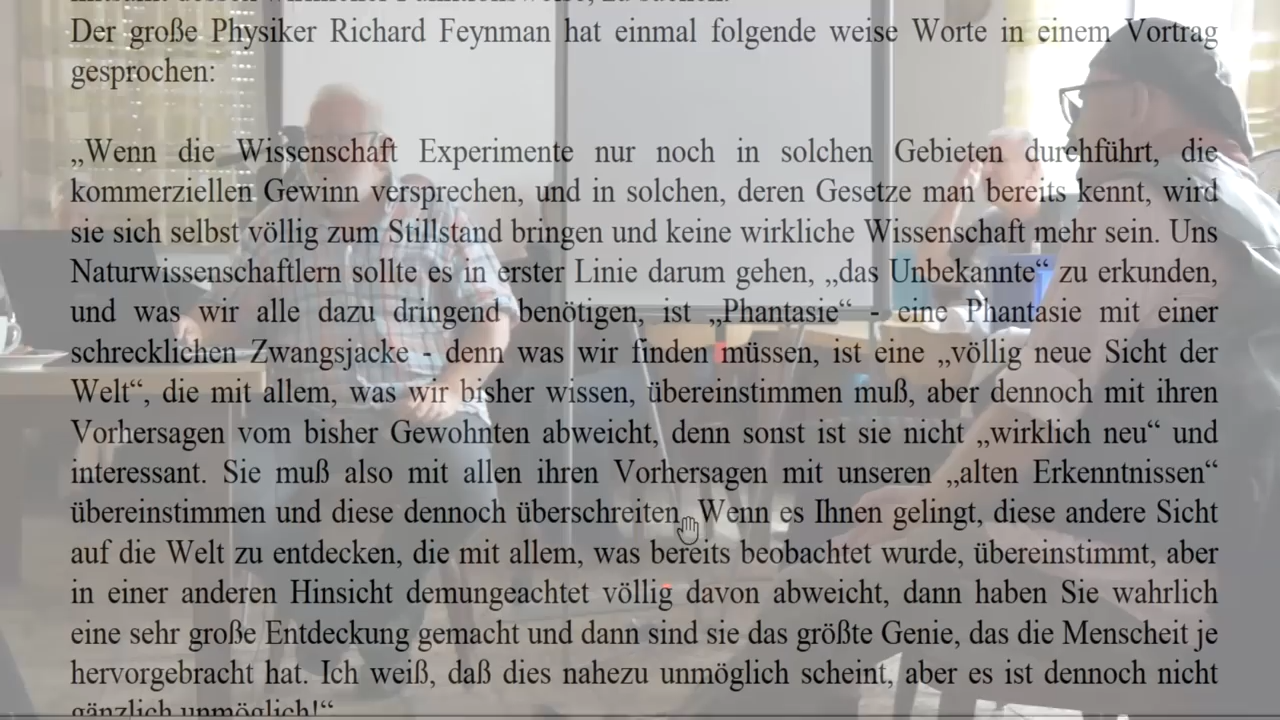 Der große Physiker Richard Feynman hat einmal folgende weise Worte in einem Vortrag
gesprochen:
„Wenn die Wissenschaft Experimente nur noch in solchen Gebieten durchführt, die
kommerziellen Gewinn versprechen, und in solchen, deren Gesetze man bereits kennt, wird
sie sich selbst völlig zum Stillstand bringen und keine wirkliche Wissenschaft mehr sein. Uns
Naturwissenschaftlern sollte es in erster Linie darum gehen, „das Unbekannte“ zu erkunden,
und was wir alle dazu dringend benötigen, ist „Phantasie“ - eine Phantasie mit einer
schrecklichen Zwangsjacke - denn was wir finden müssen, ist eine „völlig neue Sicht der
Welt“, die mit allem, was wir bisher wissen, übereinstimmen muß, aber dennoch mit ihren
Vorhersagen vom bisher Gewohnten abweicht, denn sonst ist sie nicht „wirklich neu“ und
interessant. Sie muß also mit allen ihren Vorhersagen mit unseren „alten Erkenntnissen“
übereinstimmen und diese dennoch überschreiten. Wenn es Ihnen gelingt, diese andere Sicht
auf die Welt zu entdecken, die mit allem, was bereits beobachtet wurde, übereinstimmt, aber
in einer anderen Hinsicht demungeachtet völlig davon abweicht, dann haben Sie wahrlich
eine sehr große Entdeckung gemacht und dann sind sie das größte Genie, das die Menscheit je
hervorgebracht hat. Ich weiß, daß dies nahezu unmöglich scheint, aber es ist dennoch nicht
gänzlich unmöglich!“